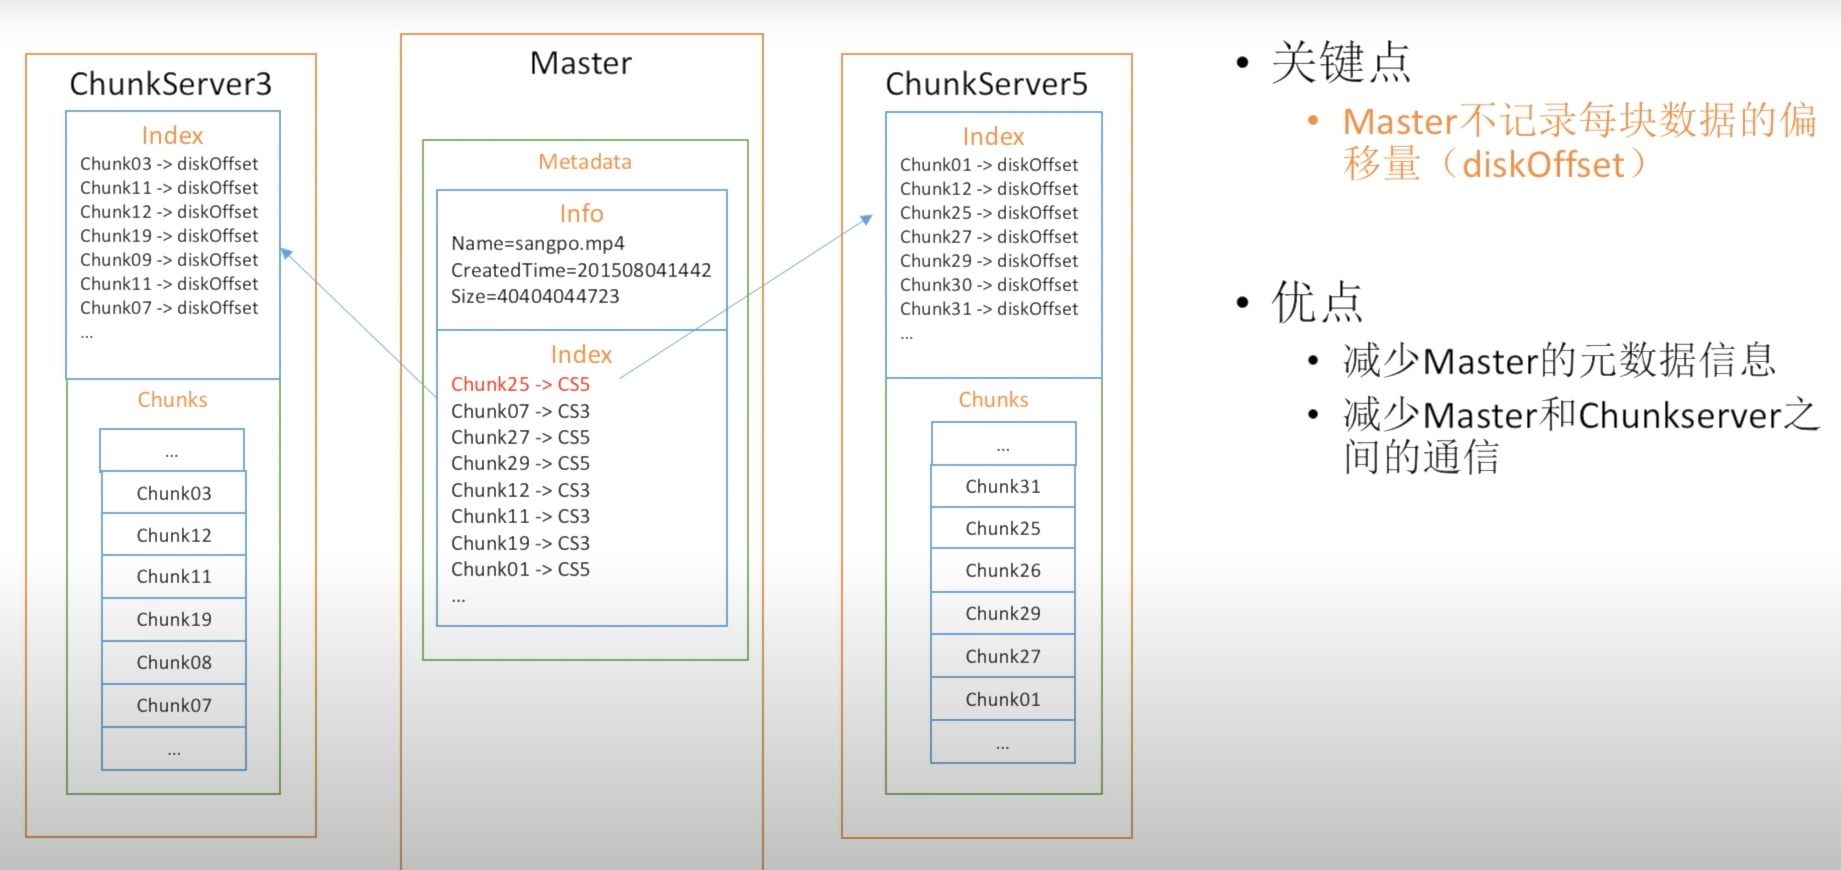 ChunkServer3
Index
Chunk03 -> diskOffset
Chunk11 -> diskOffset
Chunk12 -> diskOffset
Chunk19 -> diskOffset
Chunk09 -> diskOffset
Chunk11 -> diskOffset
Chunk07 -> diskOffset
...
Chunks
...
Chunk03
Chunk12
Chunk11
Chunk19
Chunk08
Chunk07
...
Master
Metadata
Info
Name=sangpo.mp4
CreatedTime=201508041442
Size=40404044723
Index
Chunk25 -> CS5
Chunk07 -> CS3
Chunk27 -> CS5
Chunk29 -> CS5
Chunk12 -> CS3
Chunk11 -> CS3
Chunk19 -> CS3
Chunk01 -> CS5
...
ChunkServer5
Index
Chunk01 -> diskOffset
Chunk12 -> diskOffset
Chunk25 -> diskOffset
Chunk27 -> diskOffset
Chunk29 -> diskOffset
Chunk30 -> diskOffset
Chunk31 -> diskOffset
...
Chunks
...
Chunk31
Chunk25
Chunk26
Chunk29
Chunk27
Chunk01
...
• 关键点
• Master不记录每块数据的偏
移量（diskOffset）
• 优点
• 减少Master的元数据信息
• 减少Master和Chunkserver之
间的通信